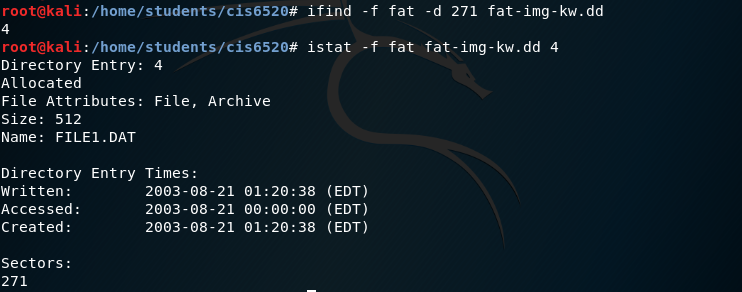 root@kali:/home/students/cis6520# ifind -f fat -d 271 fat-img-kw.dd
4
root@kali:/home/students/cis6520# istat -f fat fat-img-kw.dd 4
Directory Entry: 4
Allocated
File Attributes: File, Archive
Size: 512
Name: FILE1.DAT
Directory Entry Times:
Written:        2003-08-21 01:20:38 (EDT)
Accessed:       2003-08-21 00:00:00 (EDT)
Created:        2003-08-21 01:20:38 (EDT)
Sectors:
271